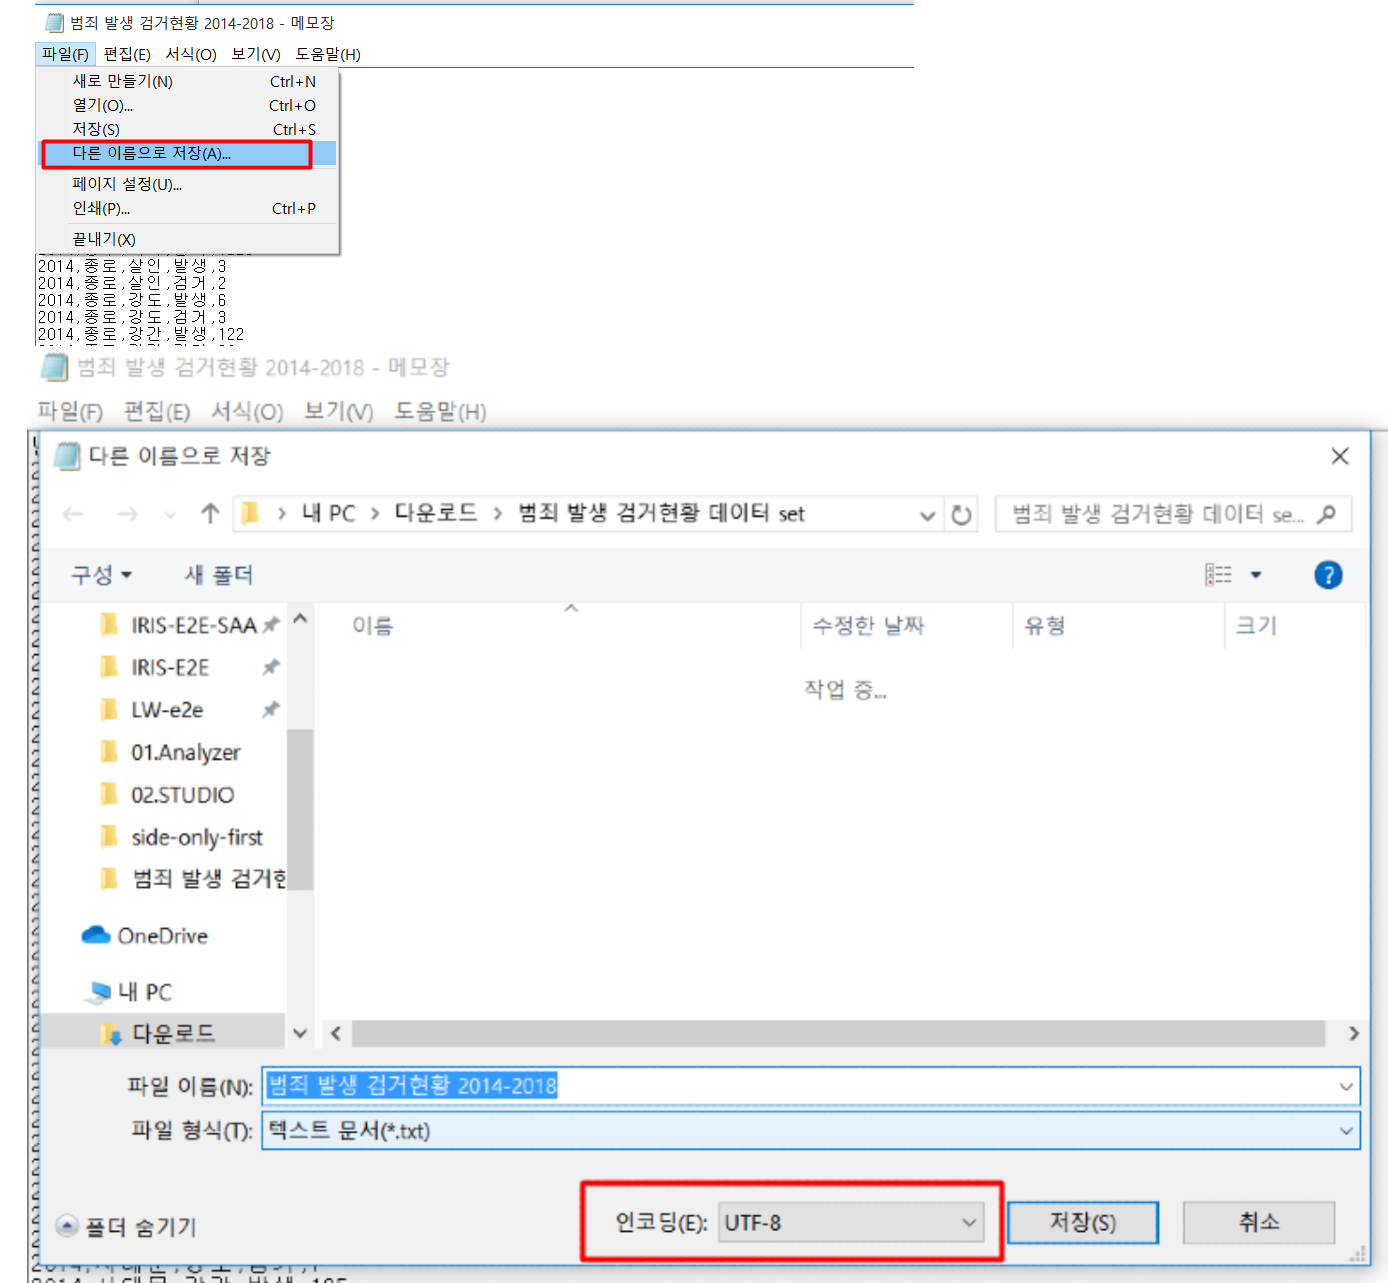 범죄 발생 검거현황 2014-2018 - 메모장
파일(F) 편집(E) 서식(O) 보기(V) 도움말(H)
새로 만들기(N) Ctrl+N
열기(O)... Ctrl+O
저장(S) Ctrl+S
다른 이름으로 저장(A)...
페이지 설정(U)...
인쇄(P)... Ctrl+P
끝내기(X)
2014,종로,살인,발생,3
2014,종로,살인,검거,2
2014,종로,강도,발생,6
2014,종로,강도,검거,3
2014,종로,강간,발생,122
범죄 발생 검거현황 2014-2018 - 메모장
파일(F) 편집(E) 서식(O) 보기(V) 도움말(H)
다른 이름으로 저장
내 PC > 다운로드 > 범죄 발생 검거현황 데이터 set
범죄 발생 검거현황 데이터 se...
구성 새 폴더
이름 수정한 날짜 유형 크기
작업 중...
IRIS-E2E-SAA
IRIS-E2E
LW-e2e
01.Analyzer
02.STUDIO
side-only-first
범죄 발생 검거현
OneDrive
내 PC
다운로드
파일 이름(N): 범죄 발생 검거현황 2014-2018
파일 형식(T): 텍스트 문서(*.txt)
폴더 숨기기 인코딩(E): UTF-8 저장(S) 취소